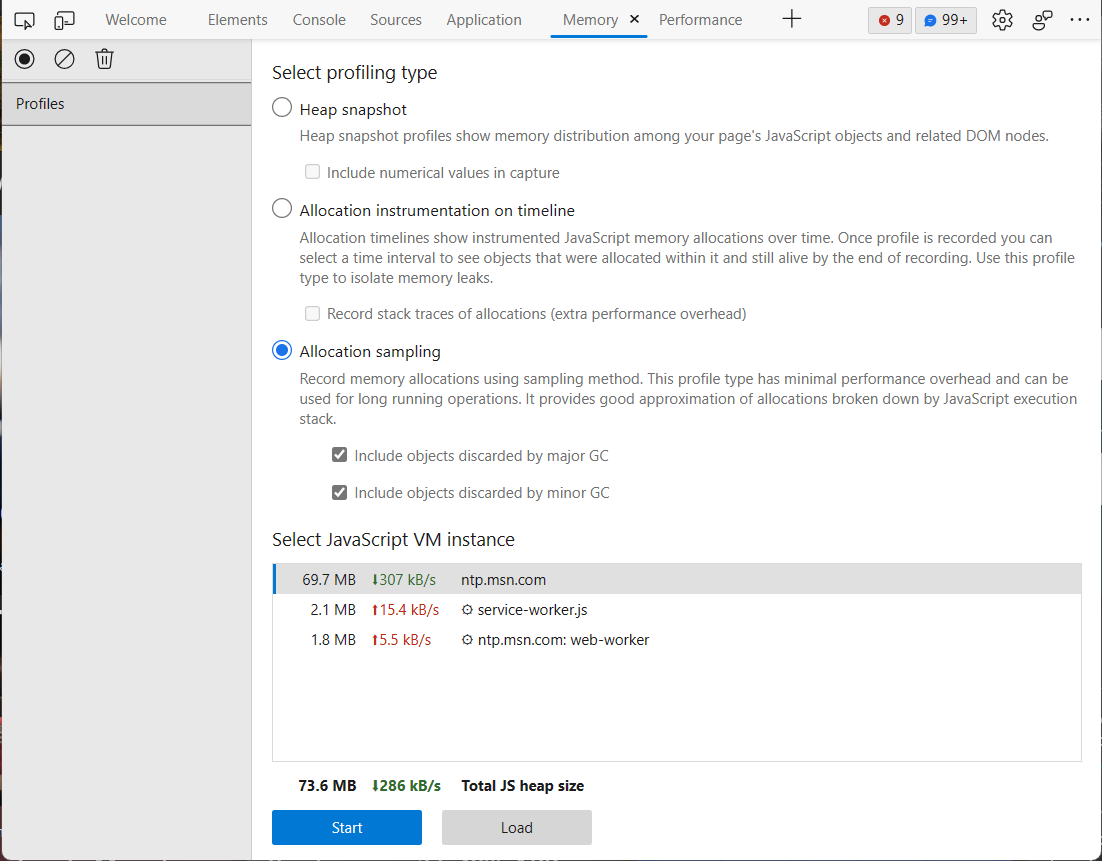 Welcome Elements Console Sources Application Memory × Performance + 9 99+ ···
Profiles
Select profiling type
Heap snapshot
Heap snapshot profiles show memory distribution among your page's JavaScript objects and related DOM nodes.
Include numerical values in capture
Allocation instrumentation on timeline
Allocation timelines show instrumented JavaScript memory allocations over time. Once profile is recorded you can
select a time interval to see objects that were allocated within it and still alive by the end of recording. Use this profile
type to isolate memory leaks.
Record stack traces of allocations (extra performance overhead)
Allocation sampling
Record memory allocations using sampling method. This profile type has minimal performance overhead and can be
used for long running operations. It provides good approximation of allocations broken down by JavaScript execution
stack.
Include objects discarded by major GC
Include objects discarded by minor GC
Select JavaScript VM instance
69.7 MB ⬇307 kB/s ntp.msn.com
2.1 MB ⬆15.4 kB/s service-worker.js
1.8 MB ⬆5.5 kB/s ntp.msn.com: web-worker
73.6 MB ⬇286 kB/s Total JS heap size
Start Load